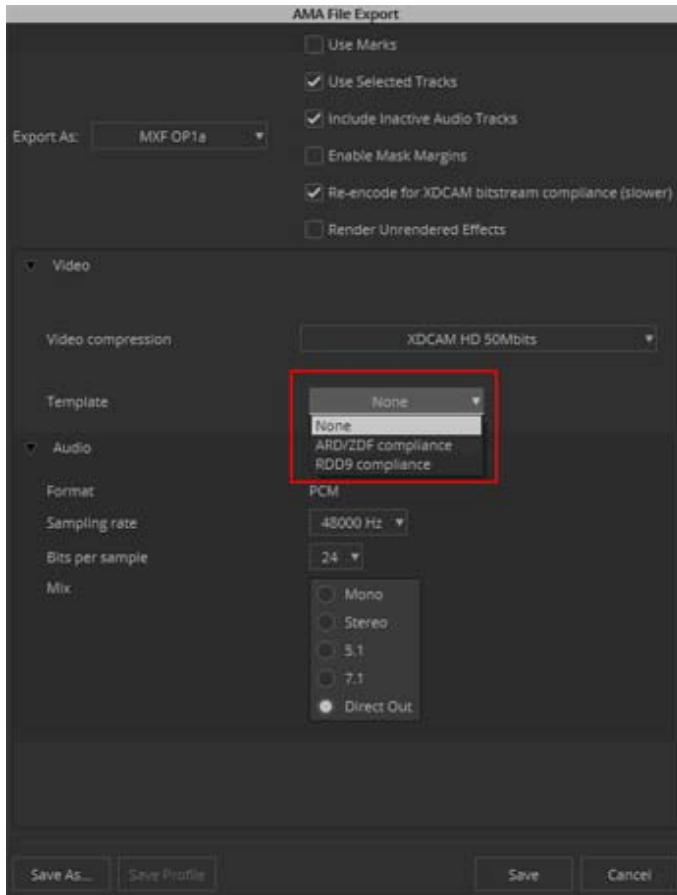 AMA File Export
Use Marks
Use Selected Tracks
Include Inactive Audio Tracks
Export As: MXF OP1a
Enable Mask Margins
Re-encode for XDCAM bitstream compliance (slower)
Render Unrendered Effects
Video
Video compression XDCAM HD 50Mbits
Template None
None
ARD/ZDF compliance
RDD9 compliance
Audio
Format PCM
Sampling rate 48000 Hz
Bits per sample 24
Mix Mono
Stereo
5.1
7.1
Direct Out
Save As... Save Profile Save Cancel